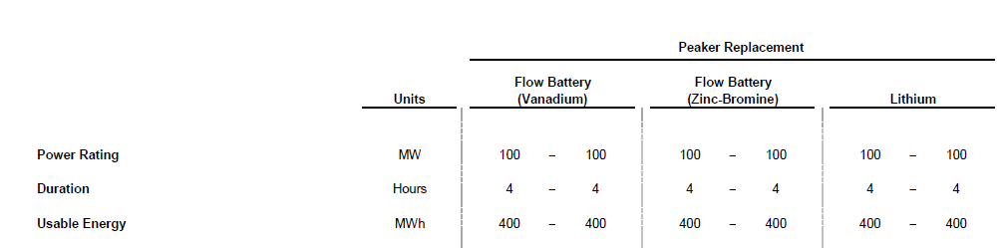 Peaker Replacement
Flow Battery Flow Battery
Units (Vanadium) (Zinc-Bromine) Lithium
Power Rating MW 100 – 100 100 – 100 100 – 100
Duration Hours 4 – 4 4 – 4 4 – 4
Usable Energy MWh 400 – 400 400 – 400 400 – 400